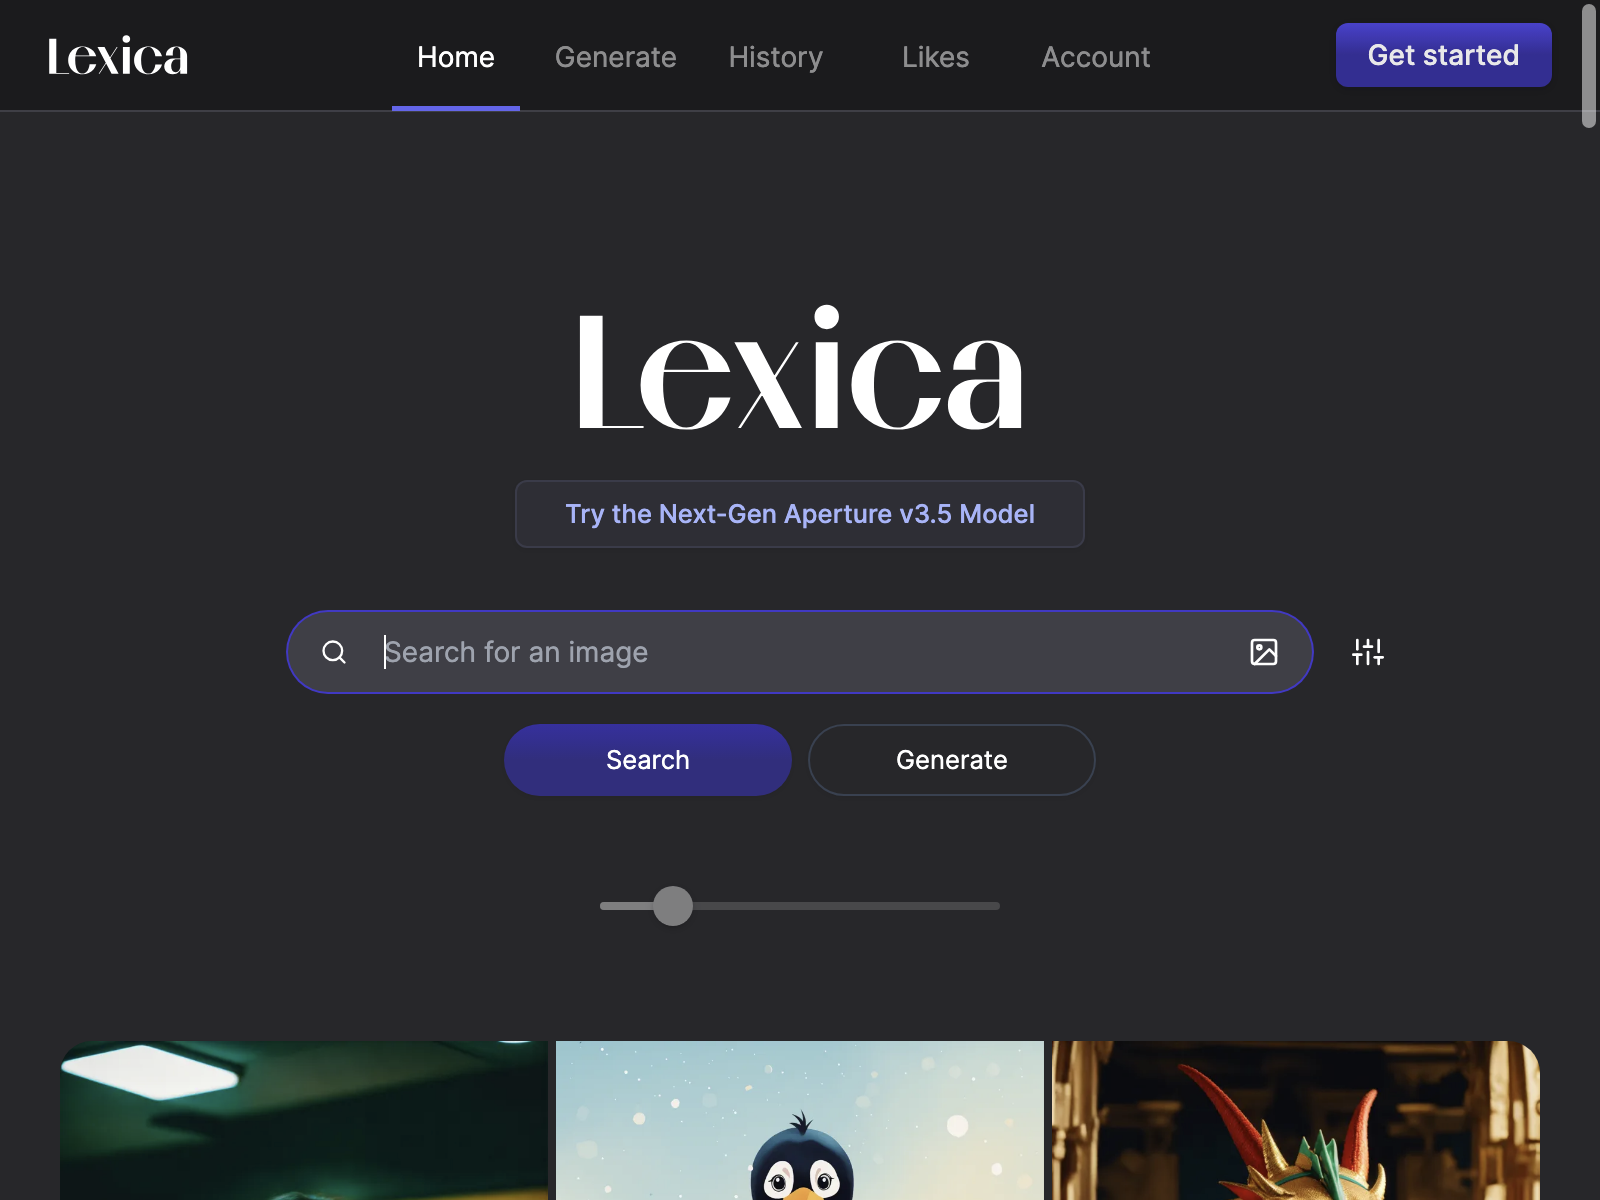 Lexica
Home
Generate
History
Likes
Account
Get started
Lexica
Try the Next-Gen Aperture v3.5 Model
Search for an image
Search
Generate